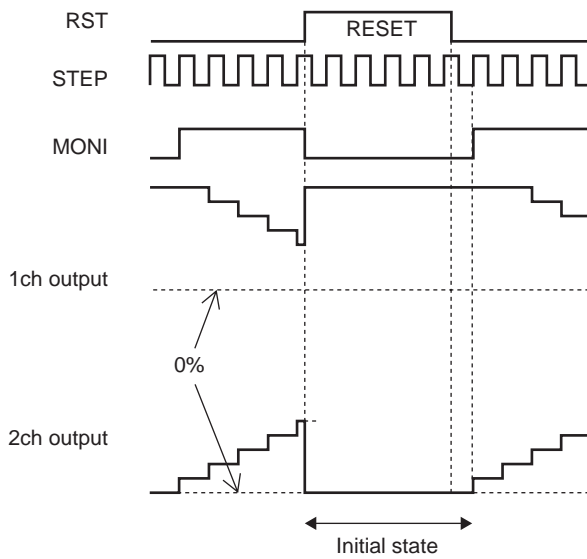 RST
RESET
STEP
MONI
1ch output
0%
2ch output
Initial state